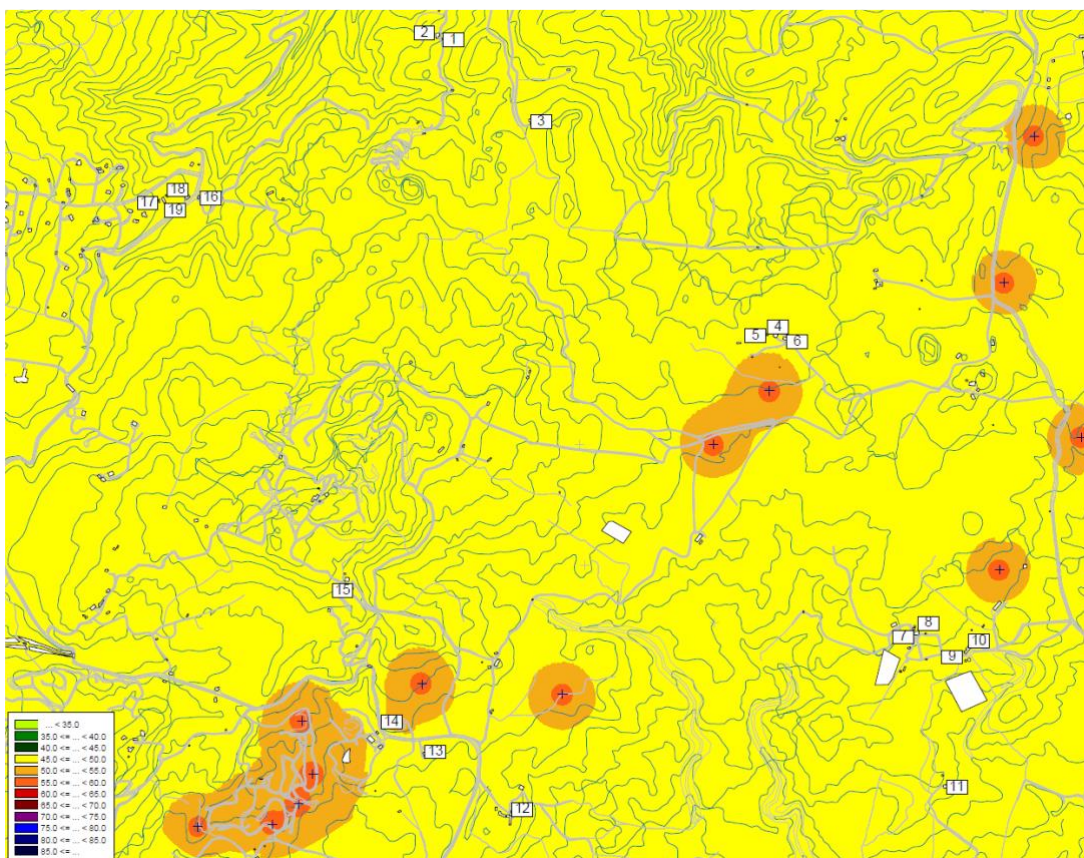 2 1
3
18
17 16
19
4
5 6
15
8
7 10
9
14
13
11
12
... < 35.0
35.0 <= ... < 40.0
40.0 <= ... < 45.0
45.0 <= ... < 50.0
50.0 <= ... < 55.0
55.0 <= ... < 60.0
60.0 <= ... < 65.0
65.0 <= ... < 70.0
70.0 <= ... < 75.0
75.0 <= ... < 80.0
80.0 <= ... < 85.0
85.0 <= ...